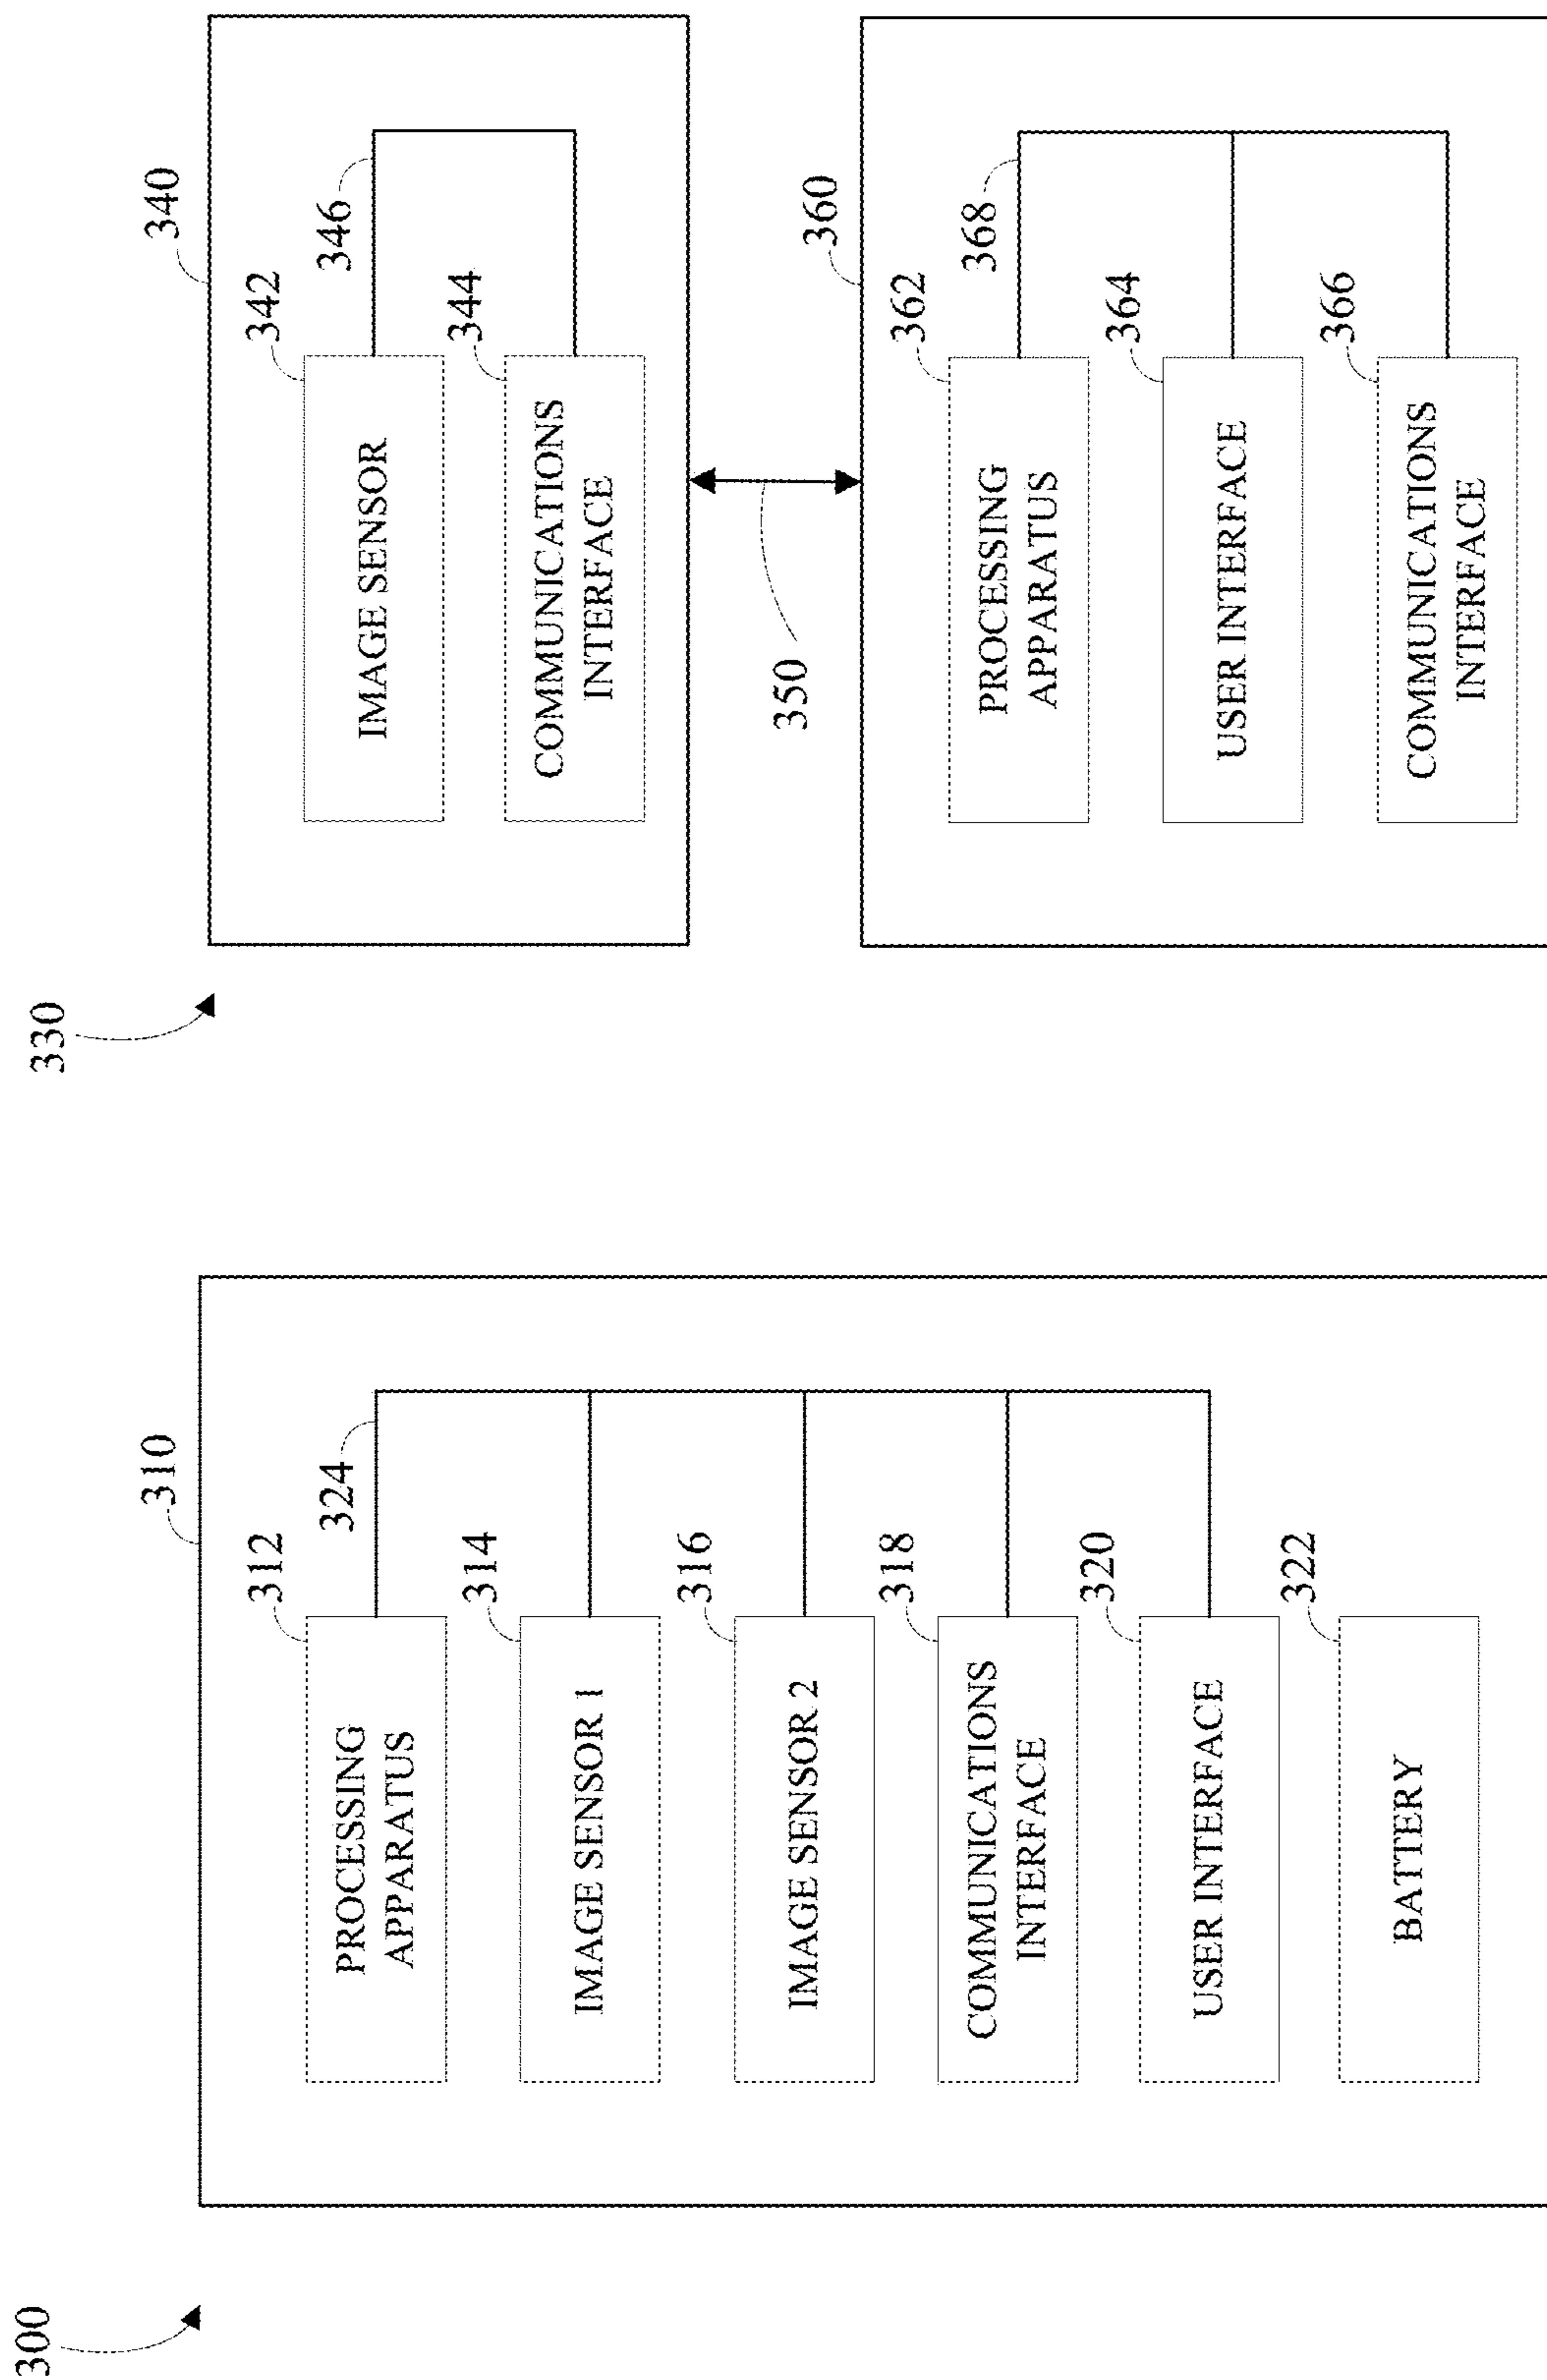 300
310
312
PROCESSING
APPARATUS
324
314
IMAGE SENSOR 1
316
IMAGE SENSOR 2
318
COMMUNICATIONS
INTERFACE
320
USER INTERFACE
322
BATTERY
330
340
342
IMAGE SENSOR
346
344
COMMUNICATIONS
INTERFACE
350
360
362
PROCESSING
APPARATUS
368
364
USER INTERFACE
366
COMMUNICATIONS
INTERFACE